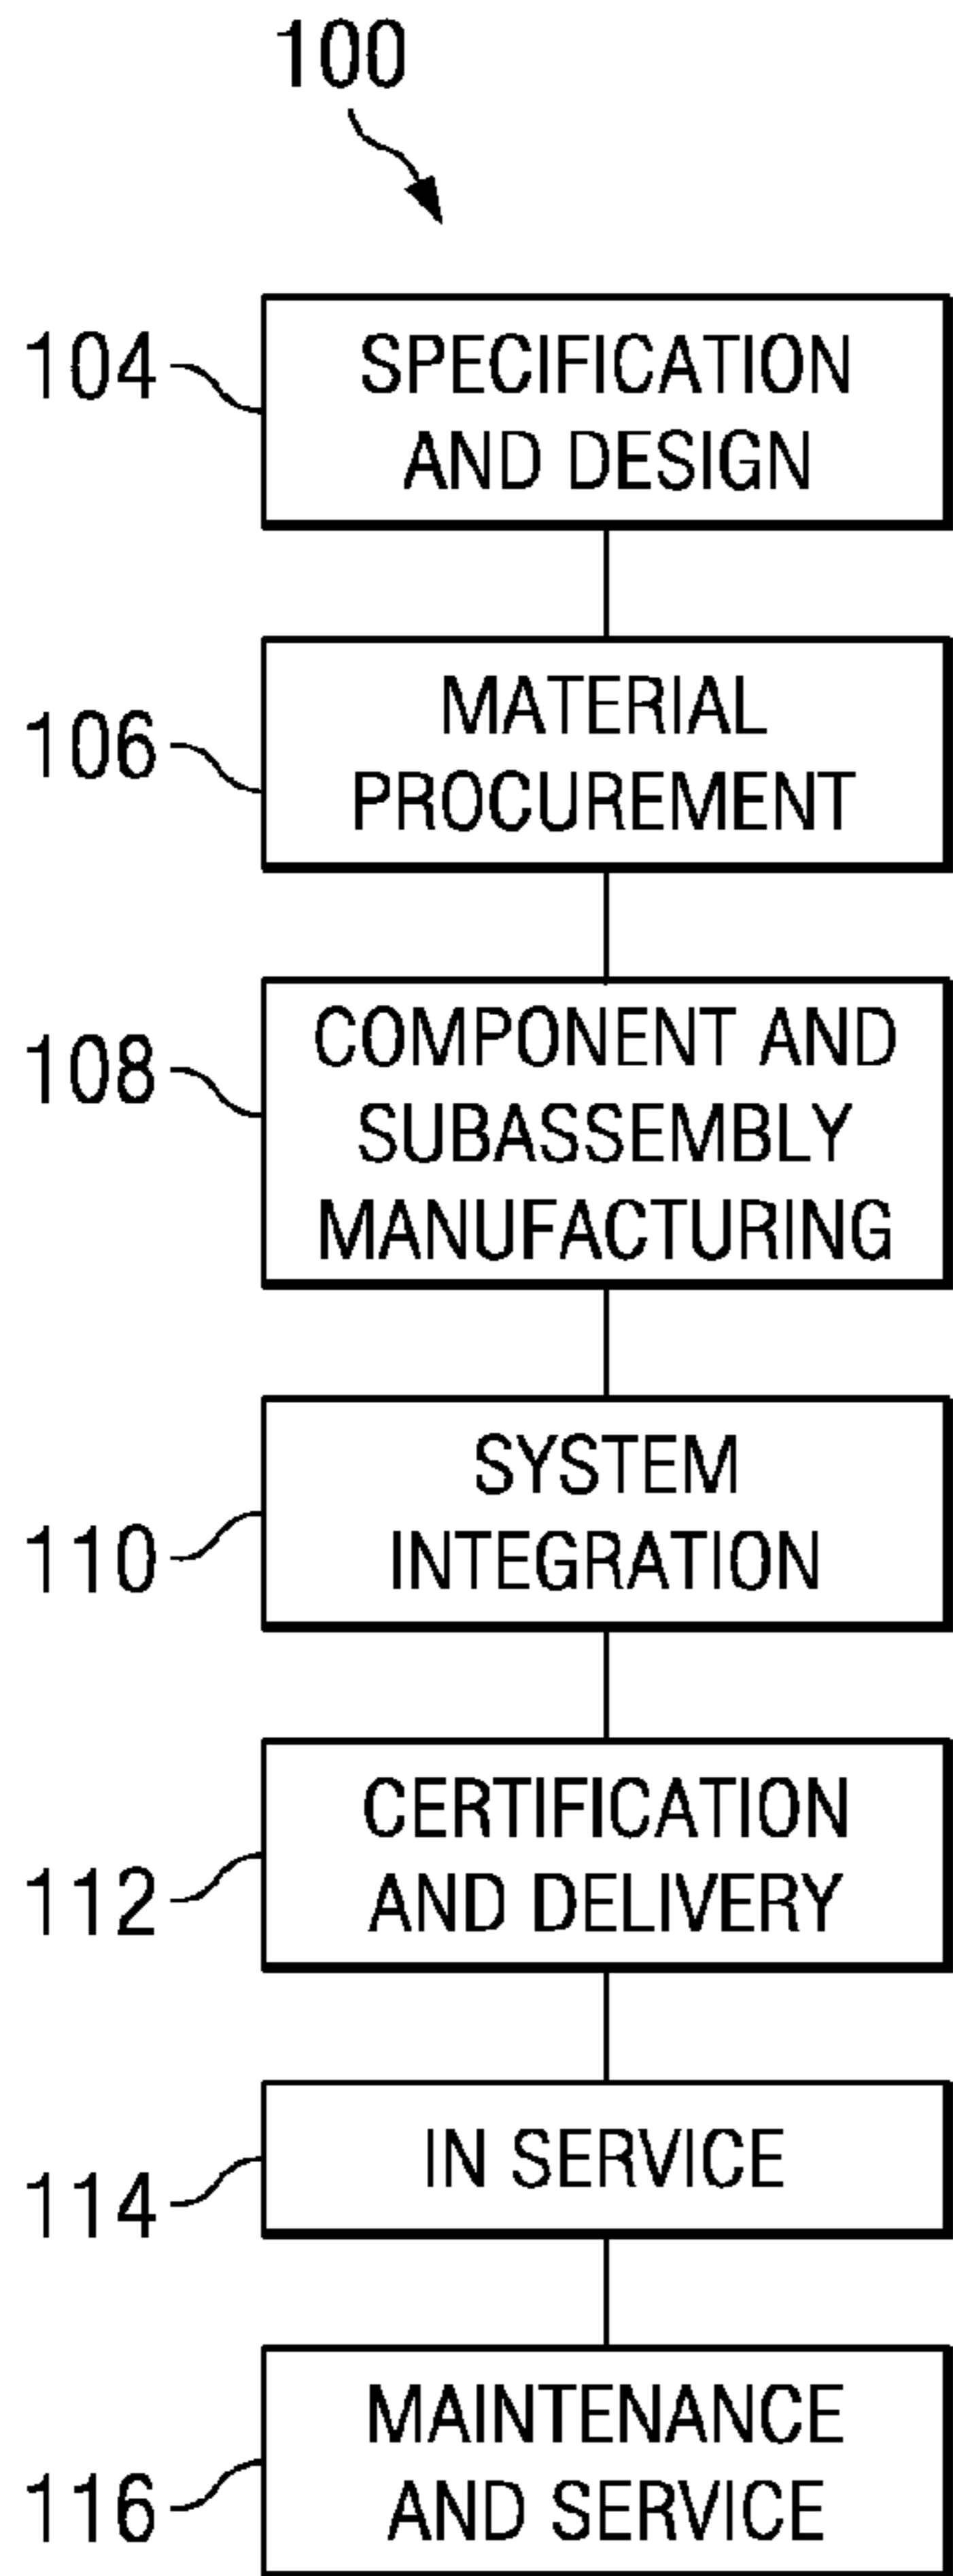 100
104
SPECIFICATION
AND DESIGN
106
MATERIAL
PROCUREMENT
108
COMPONENT AND
SUBASSEMBLY
MANUFACTURING
110
SYSTEM
INTEGRATION
112
CERTIFICATION
AND DELIVERY
114
IN SERVICE
116
MAINTENANCE
AND SERVICE